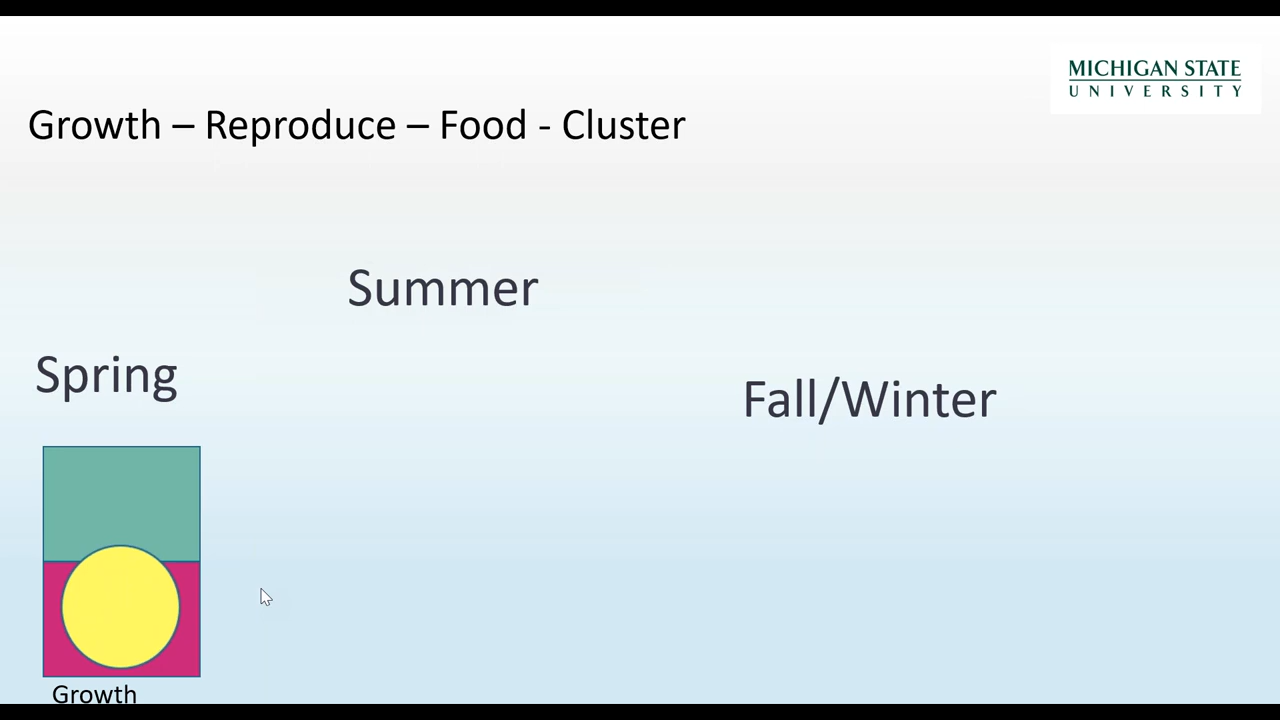 MICHIGAN STATE
UNIVERSITY
Growth – Reproduce – Food - Cluster
Summer
Spring
Fall/Winter
Growth